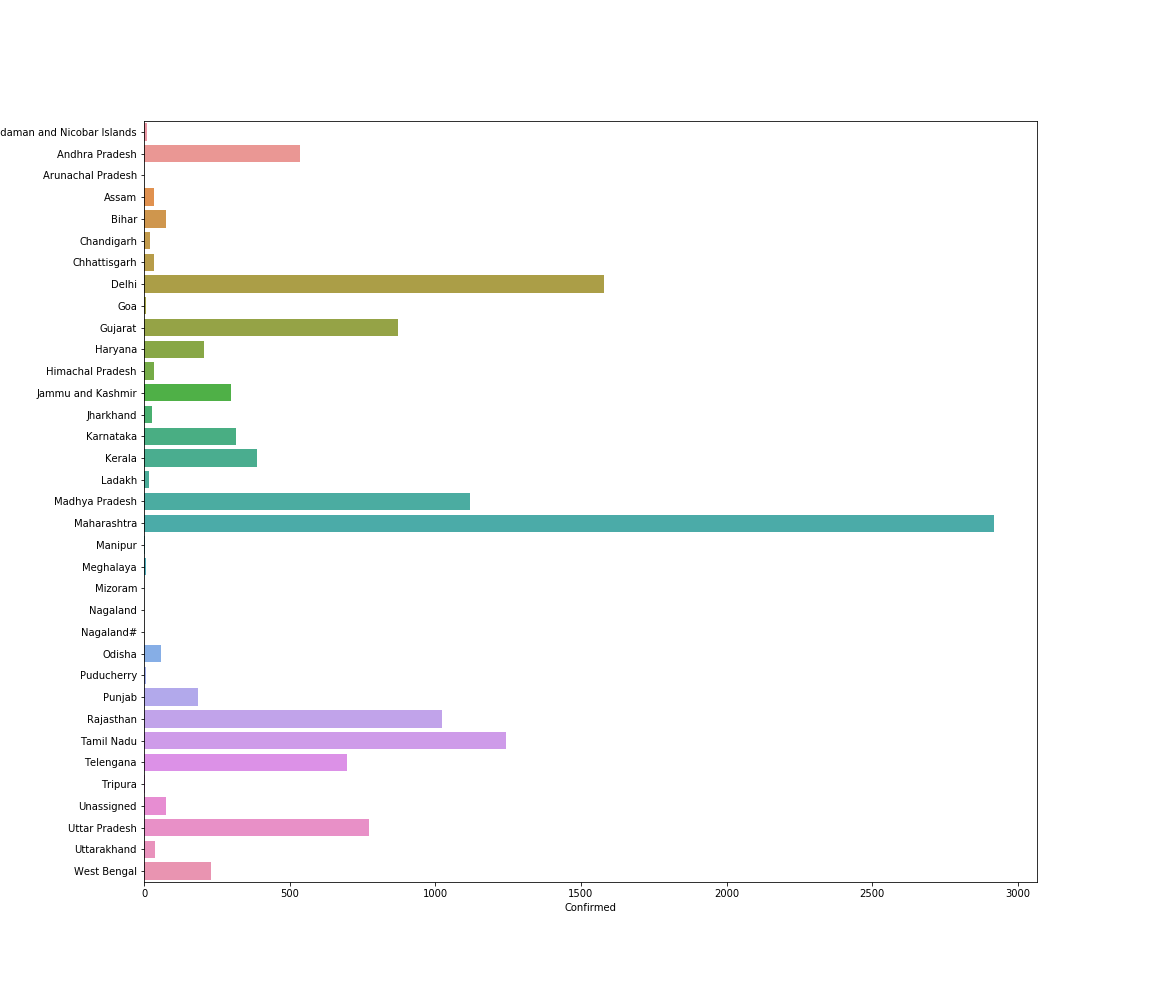 daman and Nicobar Islands
Andhra Pradesh
Arunachal Pradesh
Assam
Bihar
Chandigarh
Chhattisgarh
Delhi
Goa
Gujarat
Haryana
Himachal Pradesh
Jammu and Kashmir
Jharkhand
Karnataka
Kerala
Ladakh
Madhya Pradesh
Maharashtra
Manipur
Meghalaya
Mizoram
Nagaland
Nagaland#
Odisha
Puducherry
Punjab
Rajasthan
Tamil Nadu
Telengana
Tripura
Unassigned
Uttar Pradesh
Uttarakhand
West Bengal
0 500 1000 1500 2000 2500 3000
Confirmed